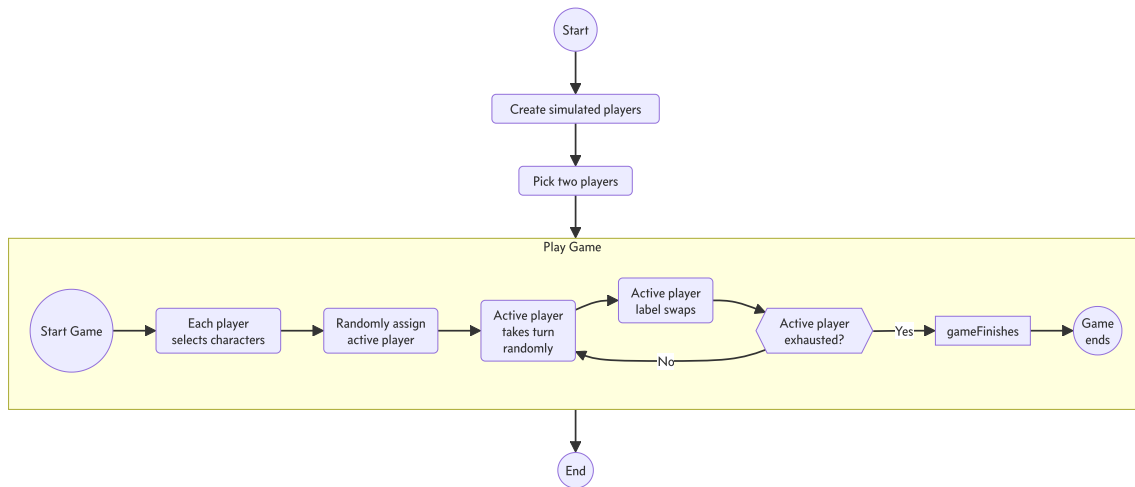 Start
Create simulated players
Pick two players
Play Game
Start Game
Each player
selects characters
Randomly assign
active player
Active player
takes turn
randomly
Active player
label swaps
Active player
exhausted?
No
Yes
gameFinishes
Game
ends
End